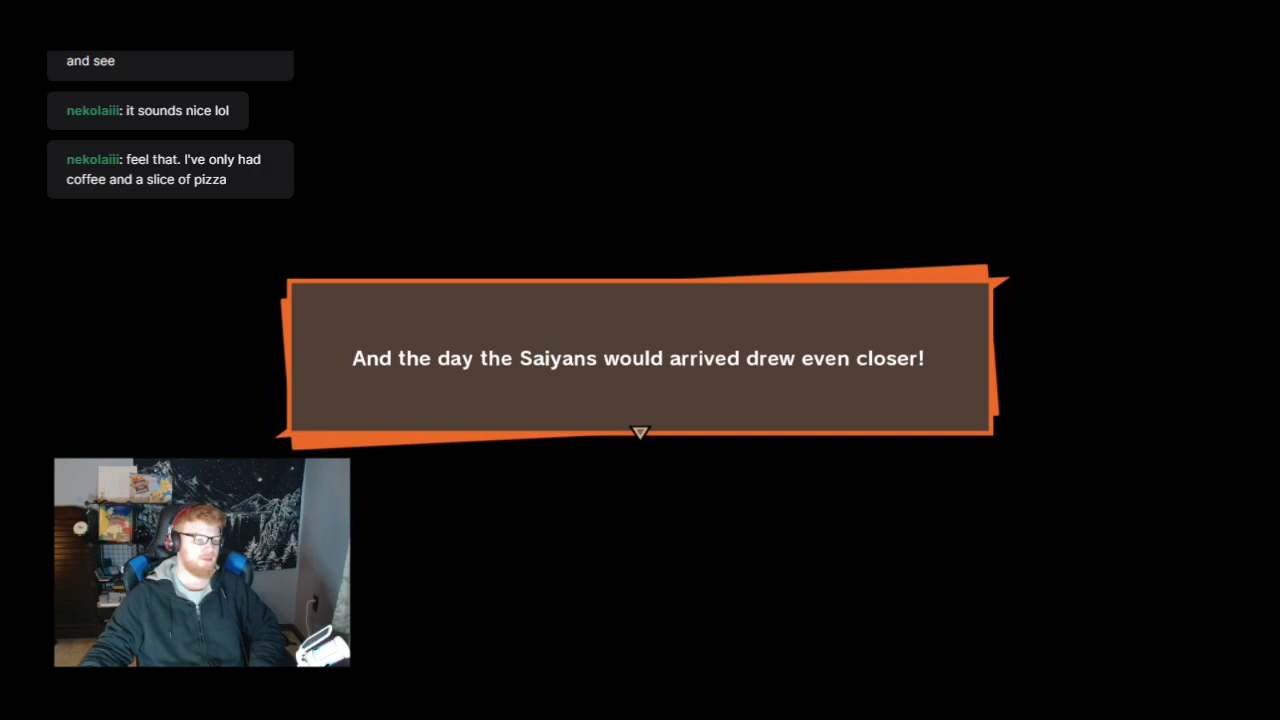 and see
nekolaiii: it sounds nice lol
nekolaiii: feel that. I've only had
coffee and a slice of pizza
And the day the Saiyans would arrived drew even closer!